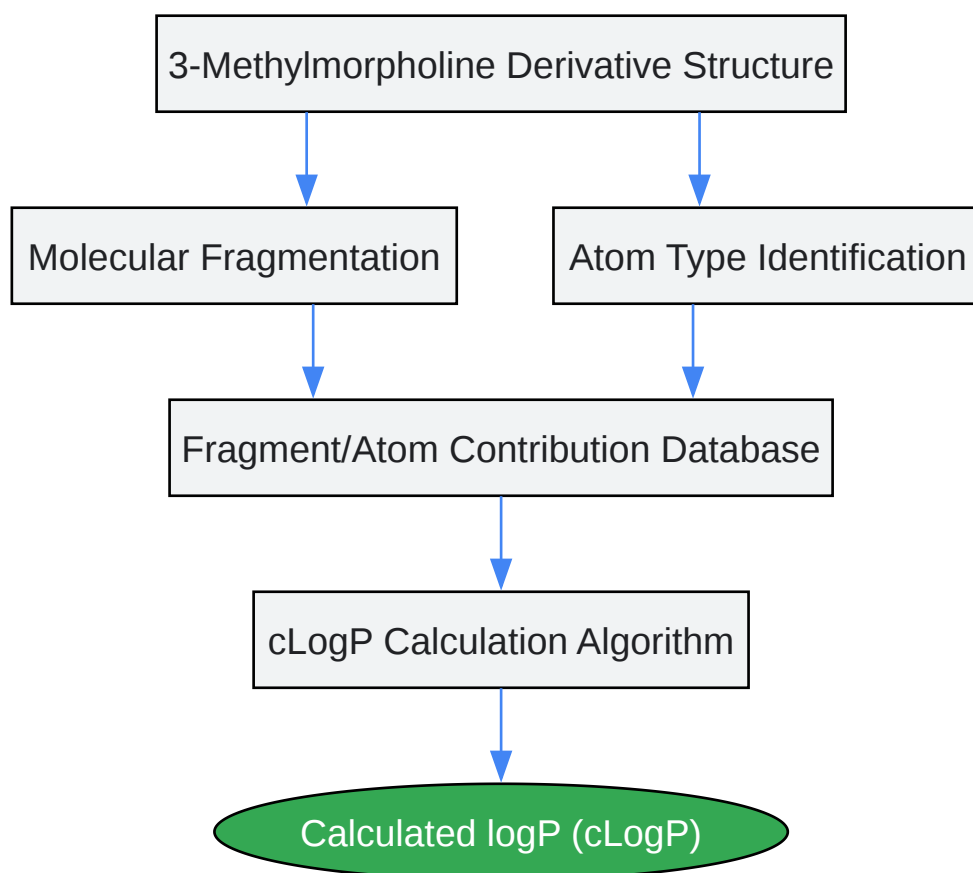 3-Methylmorpholine Derivative Structure
Molecular Fragmentation
Atom Type Identification
Fragment/Atom Contribution Database
cLogP Calculation Algorithm
Calculated logP (cLogP)